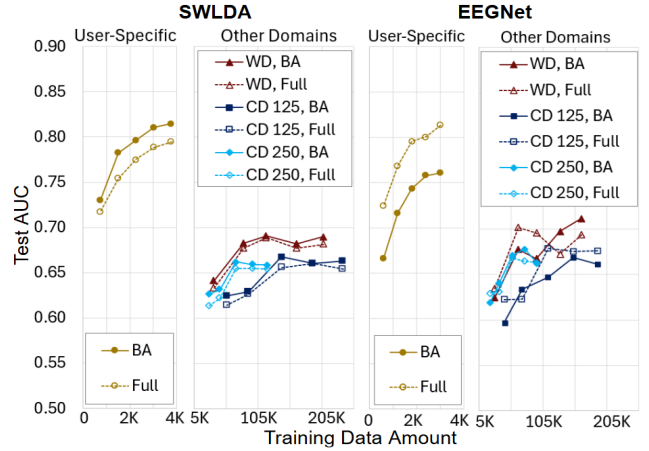 SWLDA
EEGNet
User-Specific
Other Domains
User-Specific
Other Domains
Test AUC
0.90
0.85
0.80
0.75
0.70
0.65
0.60
0.55
0.50
WD, BA
WD, Full
CD 125, BA
CD 125, Full
CD 250, BA
CD 250, Full
WD, BA
WD, Full
CD 125, BA
CD 125, Full
CD 250, BA
CD 250, Full
BA
Full
BA
Full
0 2K 4K 5K 105K 205K 0 2K 4K 5K 105K 205K
Training Data Amount